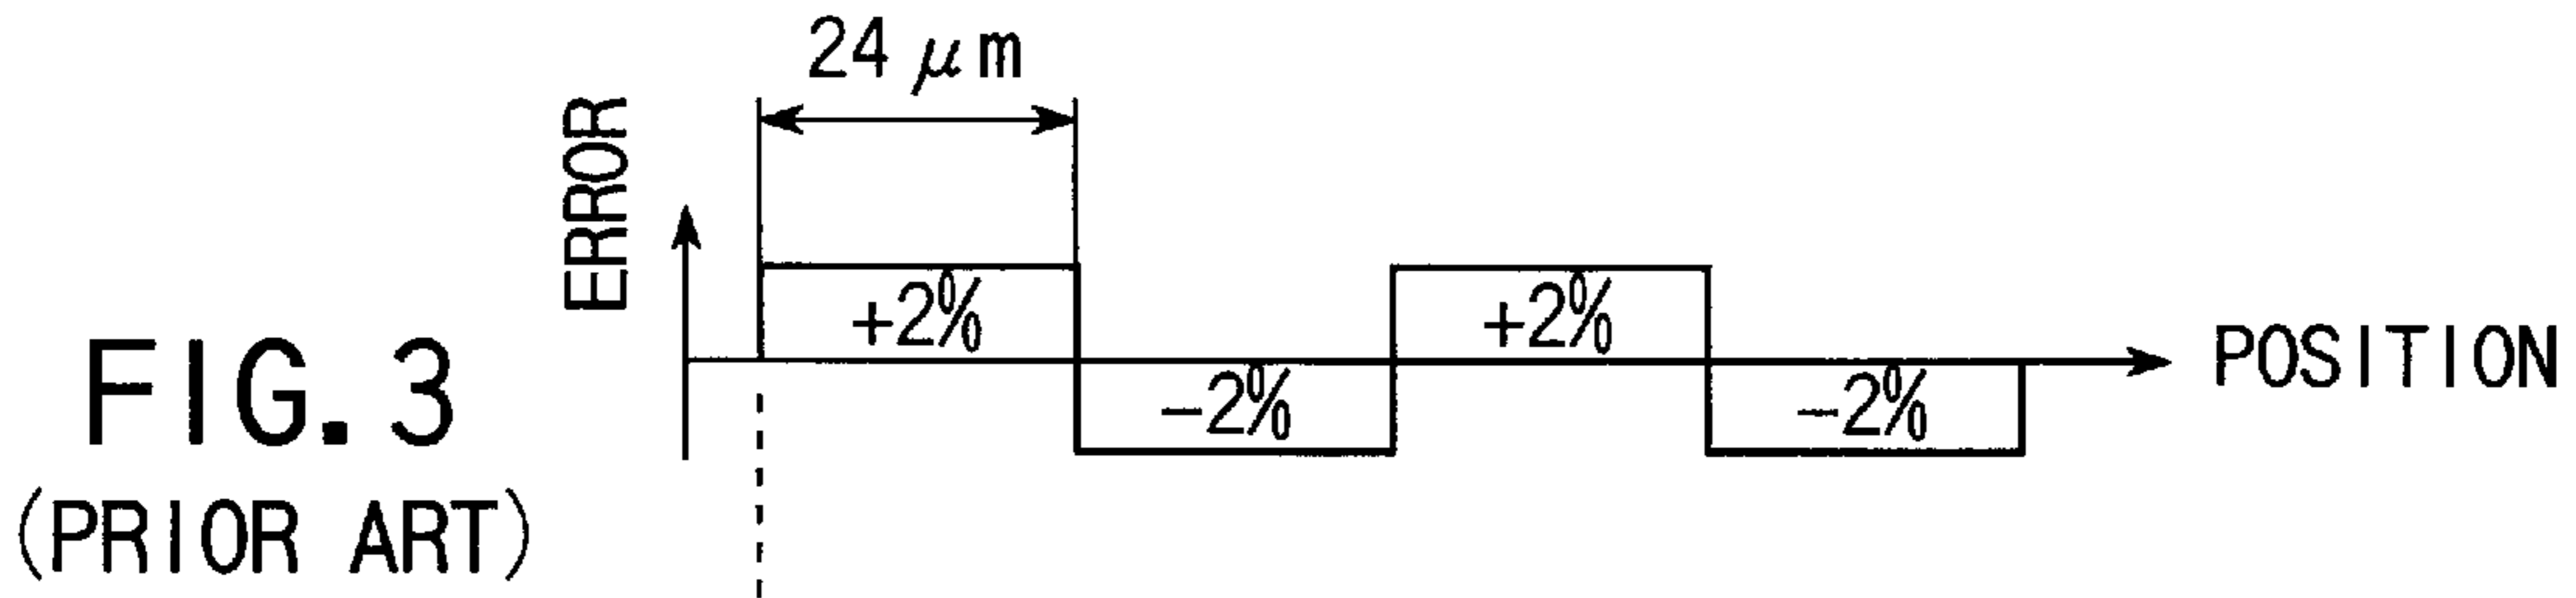 24 μm
ERROR
+2%
-2%
+2%
-2%
POSITION
FIG. 3
(PRIOR ART)